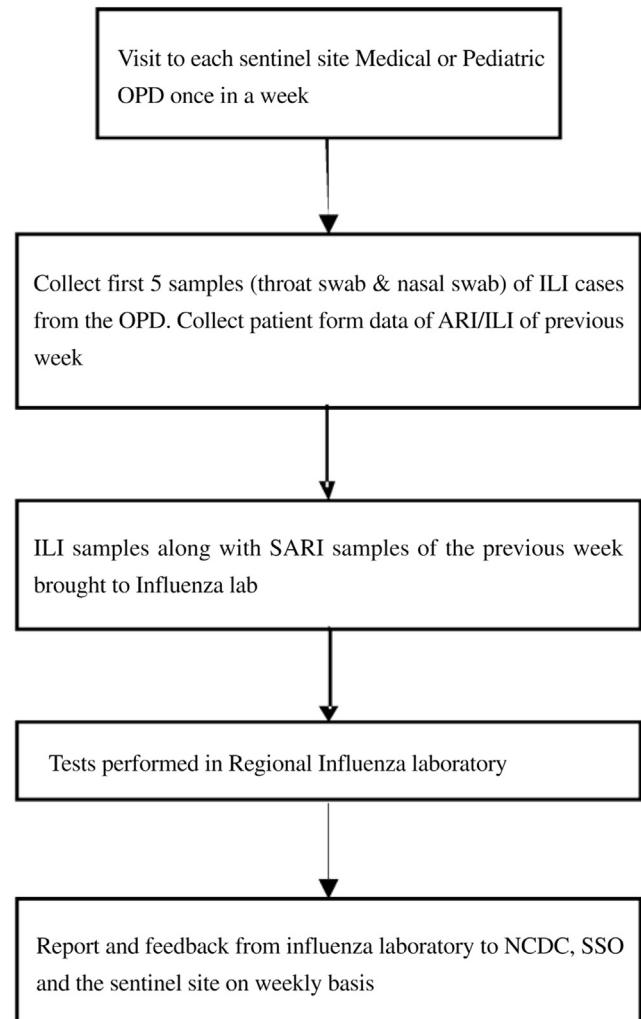 Visit to each sentinel site Medical or Pediatric
OPD once in a week
Collect first 5 samples (throat swab & nasal swab) of ILI cases
from the OPD. Collect patient form data of ARI/ILI of previous
week
ILI samples along with SARI samples of the previous week
brought to Influenza lab
Tests performed in Regional Influenza laboratory
Report and feedback from influenza laboratory to NCDC, SSO
and the sentinel site on weekly basis